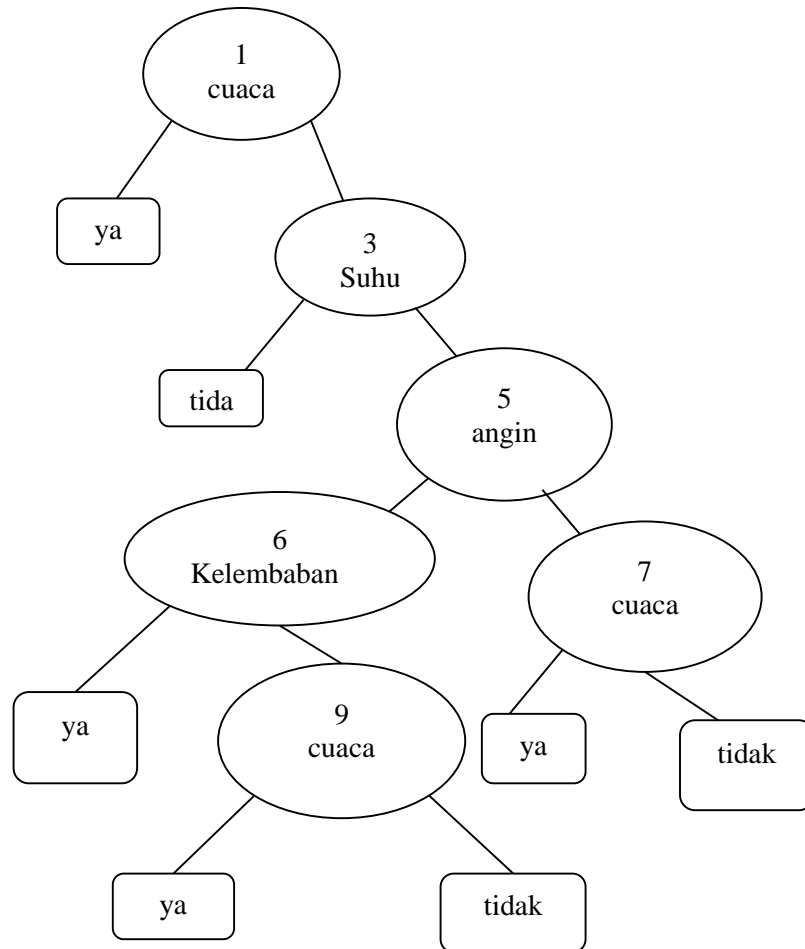 1
cuaca
ya
3
Suhu
tida
5
angin
6
Kelembaban
7
cuaca
ya
9
cuaca
ya
tidak
ya
tidak